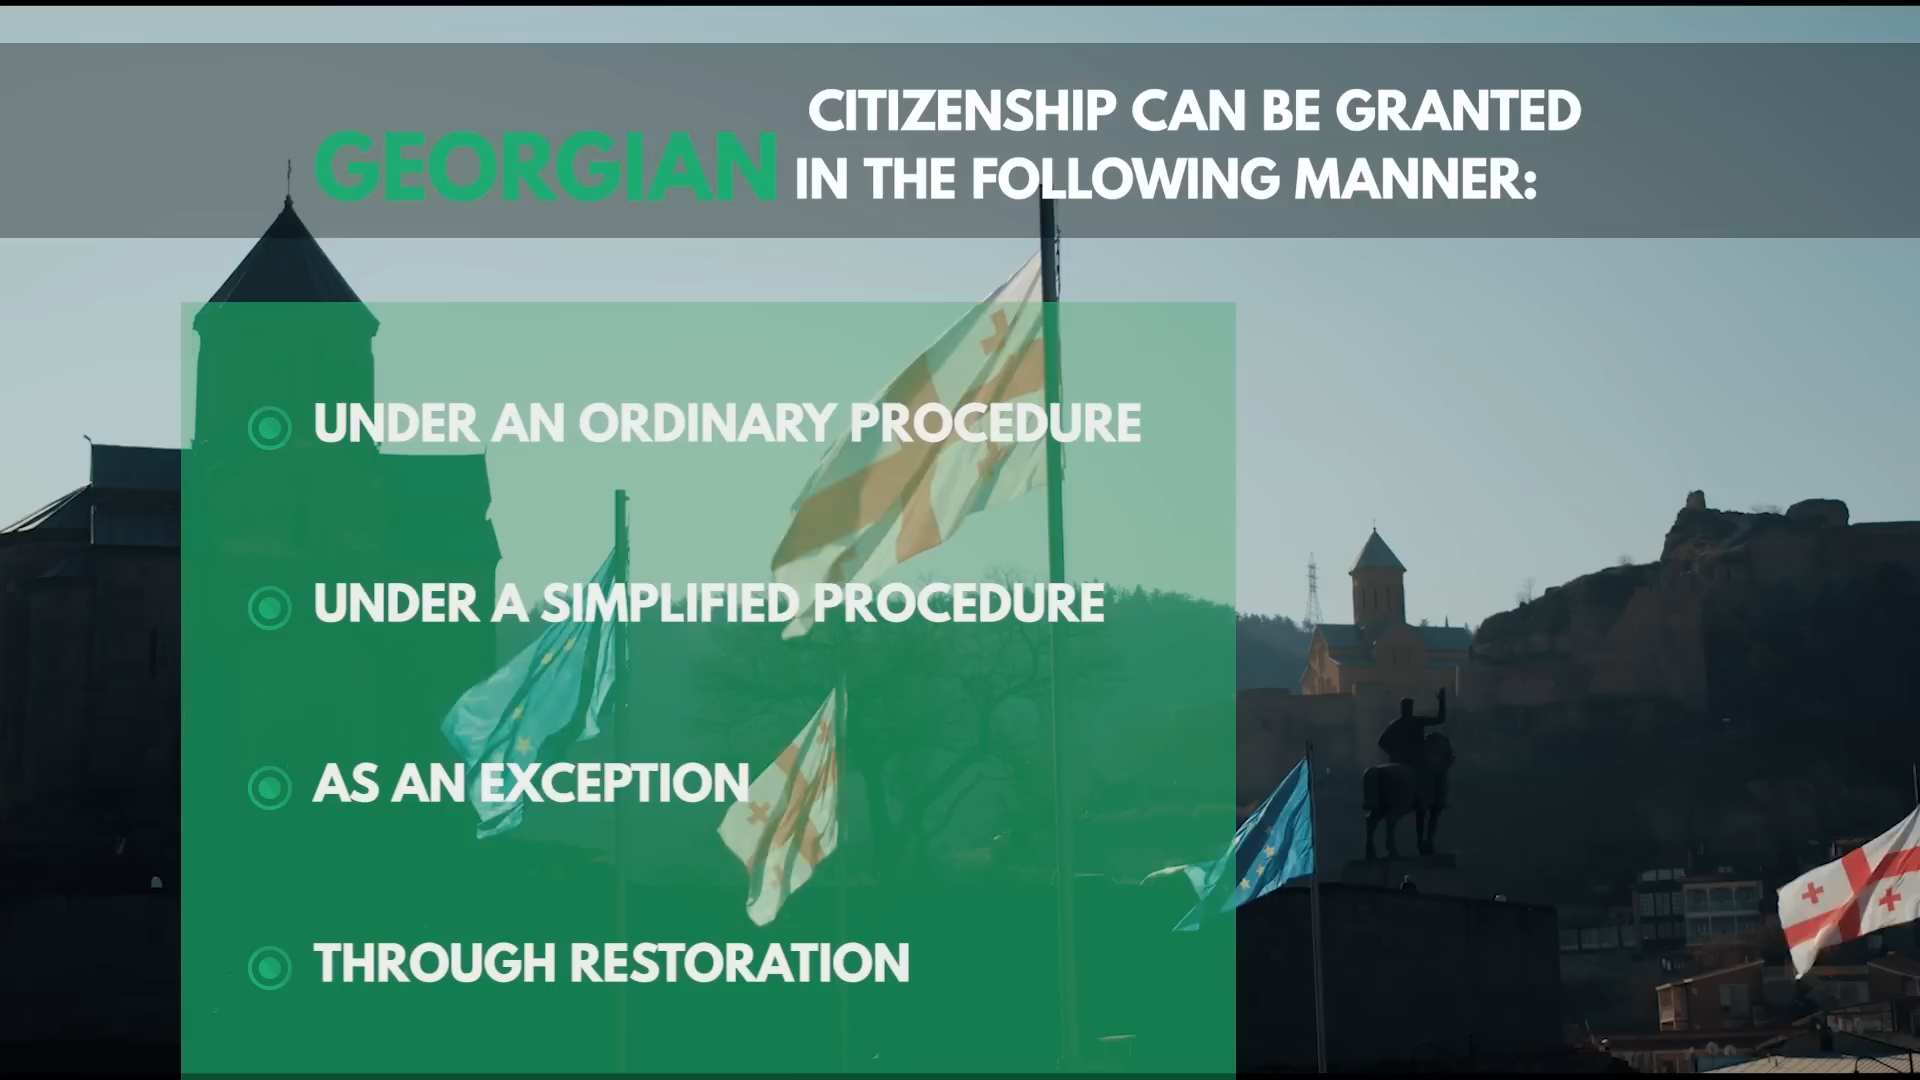 GEORGIAN CITIZENSHIP CAN BE GRANTED
IN THE FOLLOWING MANNER:
UNDER AN ORDINARY PROCEDURE
UNDER A SIMPLIFIED PROCEDURE
AS AN EXCEPTION
THROUGH RESTORATION